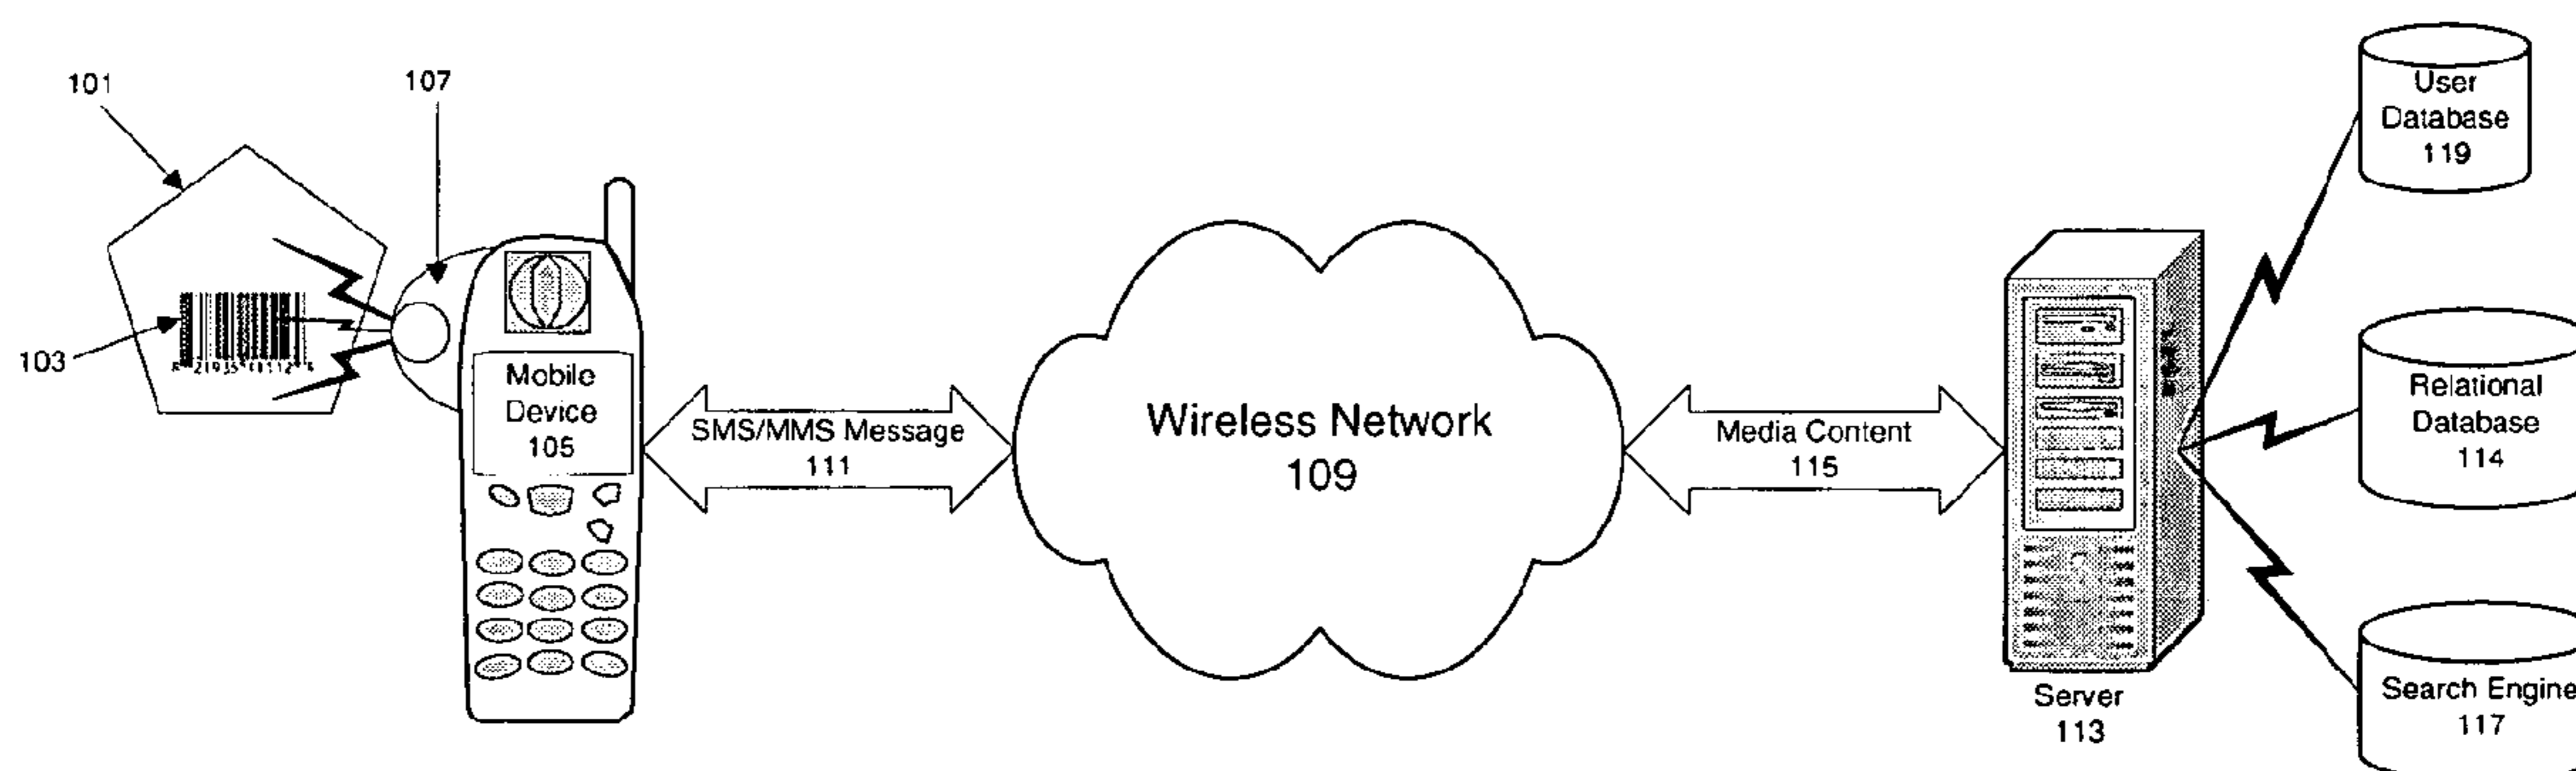 101
107
103
Mobile
Device
105
SMS/MMS Message
111
Wireless Network
109
Media Content
115
Server
113
User
Database
119
Relational
Database
114
Search Engine
117